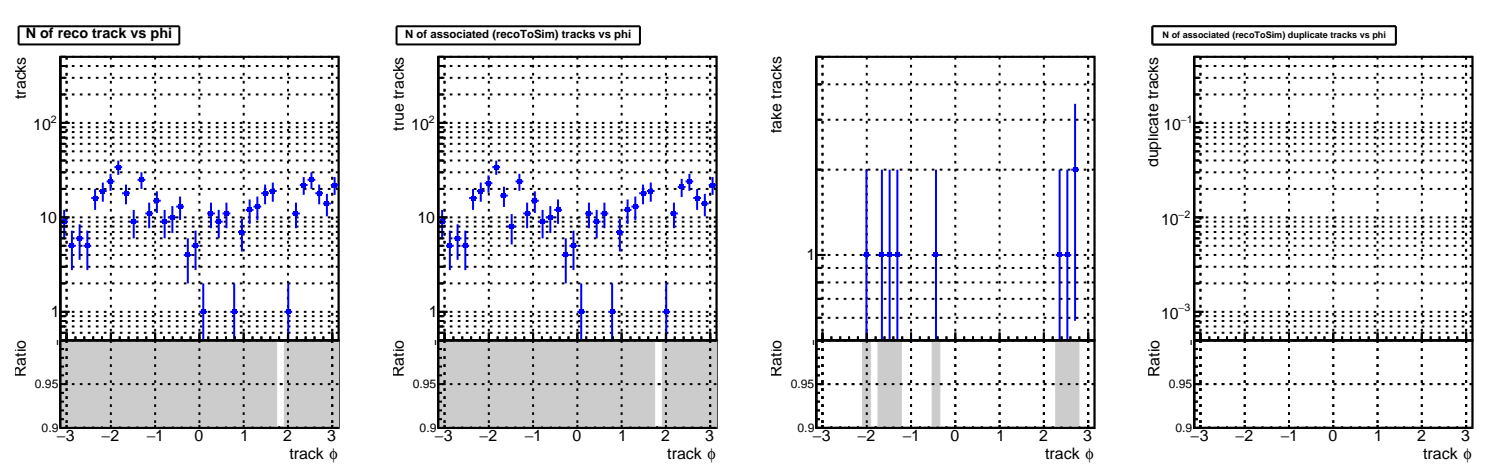 N of reco track vs phi
N of associated (recoToSim) tracks vs phi
N of associated (recoToSim) duplicate tracks vs phi
tracks
10²
10
1
Ratio
1
0.95
0.9
−3 −2 −1 0 1 2 3
track ϕ
true tracks
10²
10
1
Ratio
1
0.95
0.9
−3 −2 −1 0 1 2 3
track ϕ
fake tracks
1
Ratio
1
0.95
0.9
−3 −2 −1 0 1 2 3
track ϕ
duplicate tracks
10⁻¹
10⁻²
10⁻³
Ratio
0.95
0.9
−3 −2 −1 0 1 2 3
track ϕ